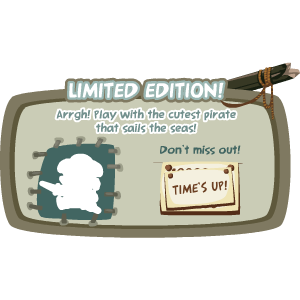 LIMITED EDITION!
Arrgh! Play with the cutest pirate
that sails the seas!
Don't miss out!
TIME'S UP!